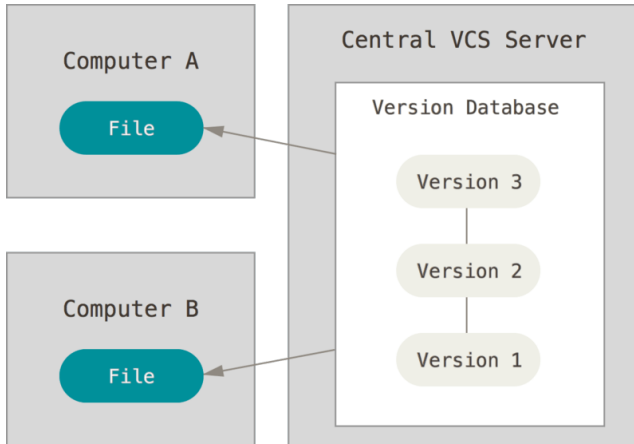 Computer A
File
Computer B
File
Central VCS Server
Version Database
Version 3
Version 2
Version 1